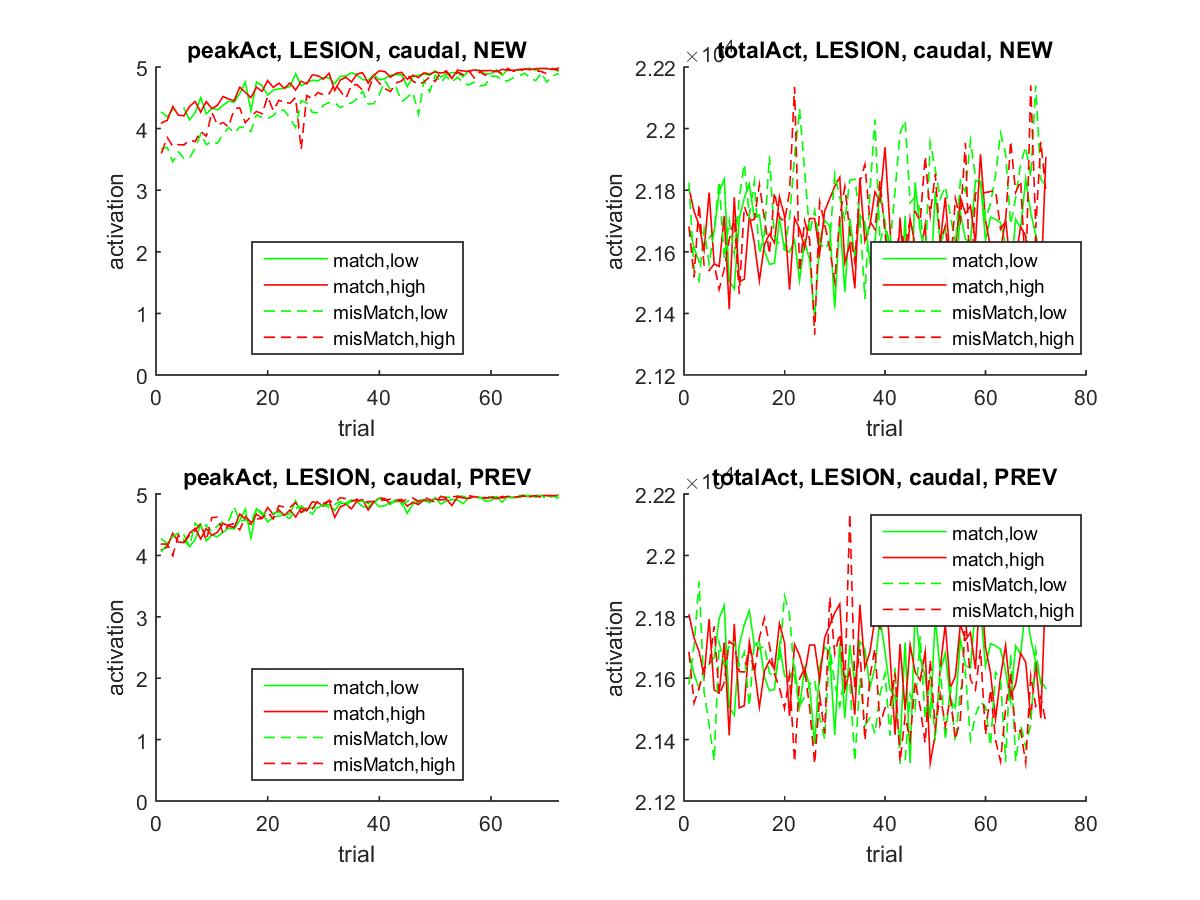 peakAct, LESION, caudal, NEW
5
4
3
2
1
0
activation
match,low
match,high
misMatch,low
misMatch,high
0 20 40 60
trial
×10⁴
totalAct, LESION, caudal, NEW
2.22
2.2
2.18
2.16
2.14
2.12
activation
match,low
match,high
misMatch,low
misMatch,high
0 20 40 60 80
trial
peakAct, LESION, caudal, PREV
5
4
3
2
1
0
activation
match,low
match,high
misMatch,low
misMatch,high
0 20 40 60
trial
×10⁴
totalAct, LESION, caudal, PREV
2.22
2.2
2.18
2.16
2.14
2.12
activation
match,low
match,high
misMatch,low
misMatch,high
0 20 40 60 80
trial